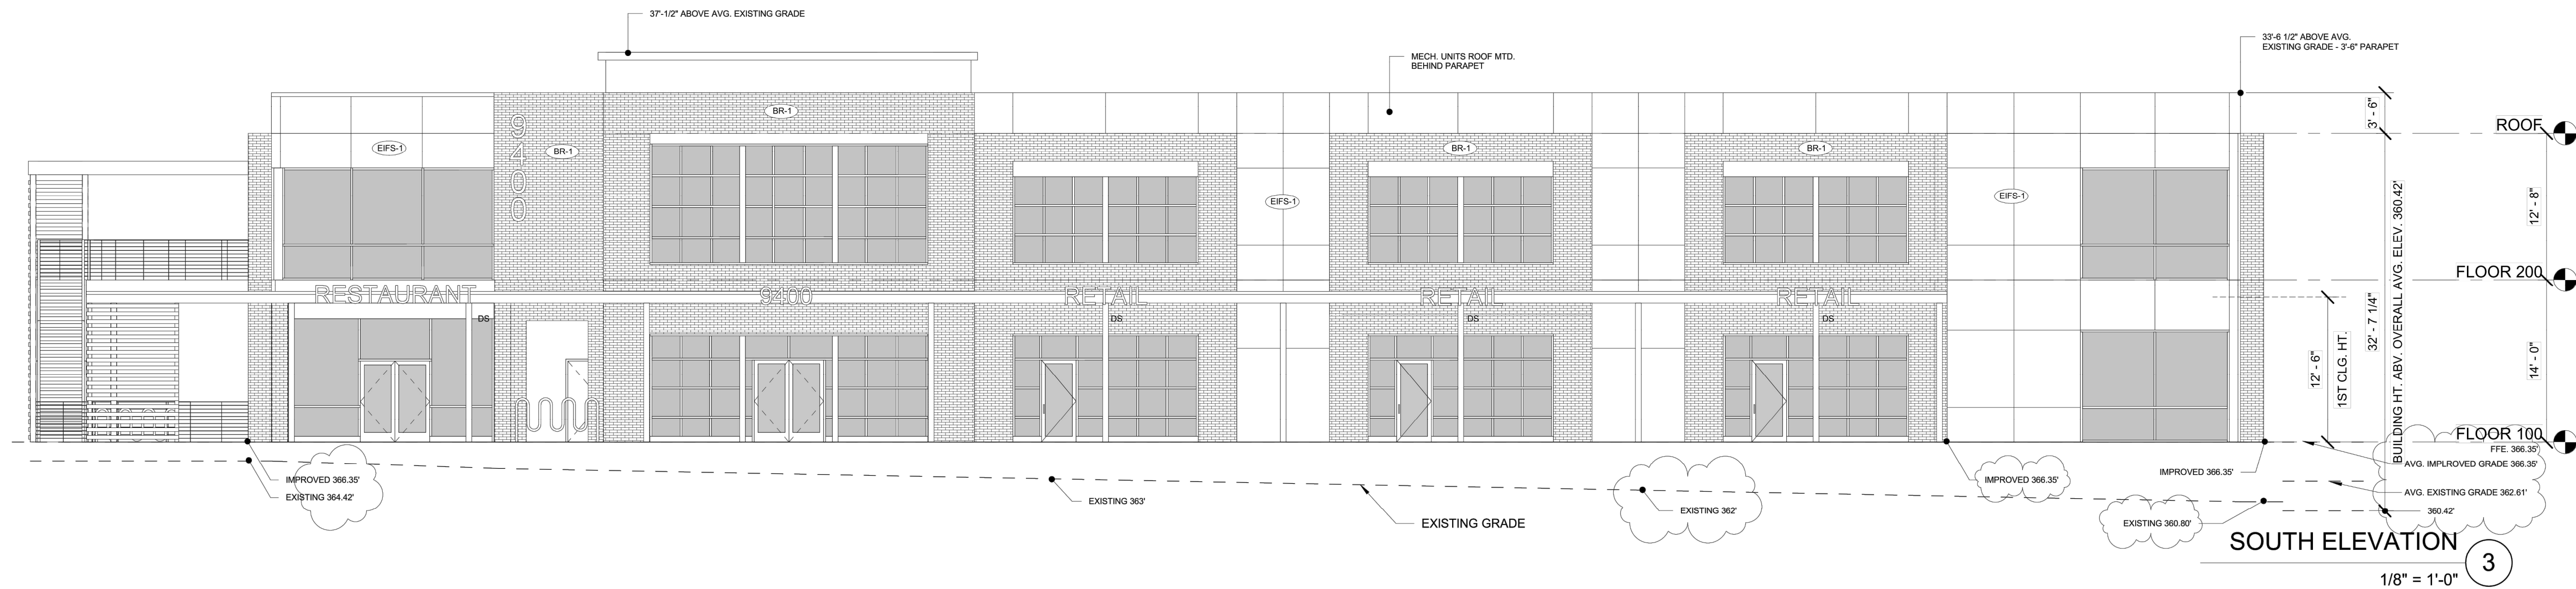 37'-1/2" ABOVE AVG. EXISTING GRADE
MECH. UNITS ROOF MTD.
BEHIND PARAPET
33'-6 1/2" ABOVE AVG.
EXISTING GRADE - 3'-6" PARAPET
3' - 6"
ROOF
BR-1
9400
EIFS-1
BR-1
BR-1
BR-1
EIFS-1
EIFS-1
12' - 8"
BUILDING HT. ABV. OVERALL AVG. ELEV. 360.42'
FLOOR 200
RESTAURANT
9400
RETAIL
RETAIL
RETAIL
DS
DS
DS
DS
32' - 7 1/4"
12' - 6"
1ST CLG. HT.
14' - 0"
FLOOR 100
FFE. 366.35'
AVG. IMPLROVED GRADE 366.35'
IMPROVED 366.35'
EXISTING 364.42'
EXISTING 363'
EXISTING GRADE
EXISTING 362'
IMPROVED 366.35'
IMPROVED 366.35'
EXISTING 360.80'
AVG. EXISTING GRADE 362.61'
360.42'
SOUTH ELEVATION
3
1/8" = 1'-0"